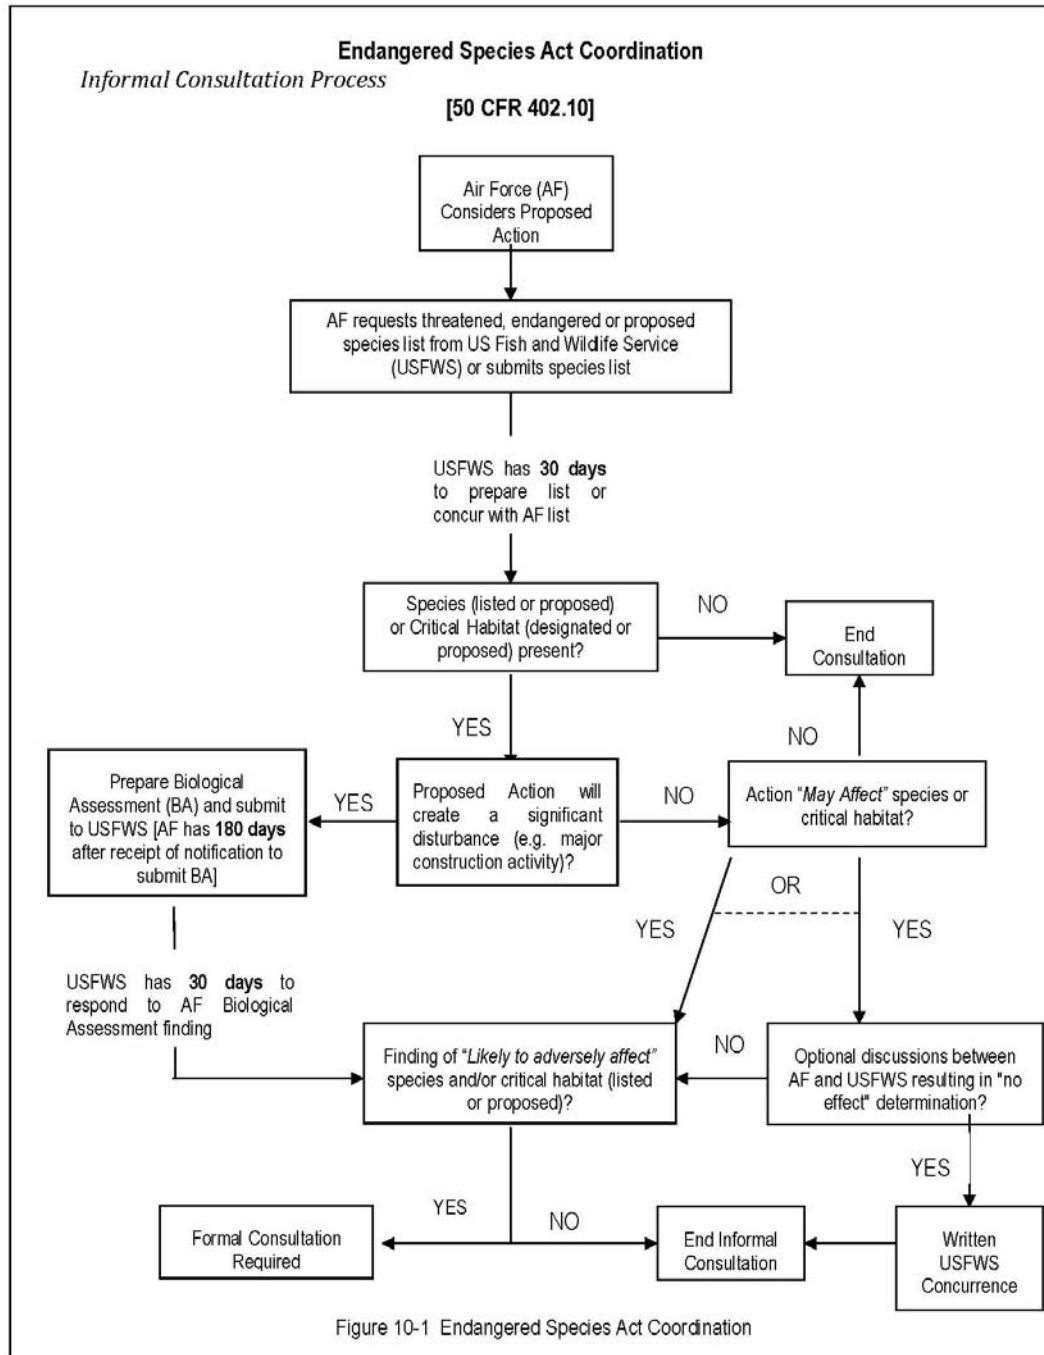 Endangered Species Act Coordination
Informal Consultation Process
[50 CFR 402.10]
Air Force (AF)
Considers Proposed
Action
AF requests threatened, endangered or proposed
species list from US Fish and Wildlife Service
(USFWS) or submits species list
USFWS has 30 days
to prepare list or
concur with AF list
Species (listed or proposed)
or Critical Habitat (designated or
proposed) present?
NO
End
Consultation
YES
NO
Prepare Biological
Assessment (BA) and submit
to USFWS [AF has 180 days
after receipt of notification to
submit BA]
YES
Proposed Action will
create a significant
disturbance (e.g. major
construction activity)?
NO
Action "May Affect" species or
critical habitat?
OR
YES
YES
USFWS has 30 days to
respond to AF Biological
Assessment finding
Finding of "Likely to adversely affect"
species and/or critical habitat (listed
or proposed)?
NO
Optional discussions between
AF and USFWS resulting in "no
effect" determination?
YES
YES
NO
Formal Consultation
Required
End Informal
Consultation
Written
USFWS
Concurrence
Figure 10-1 Endangered Species Act Coordination